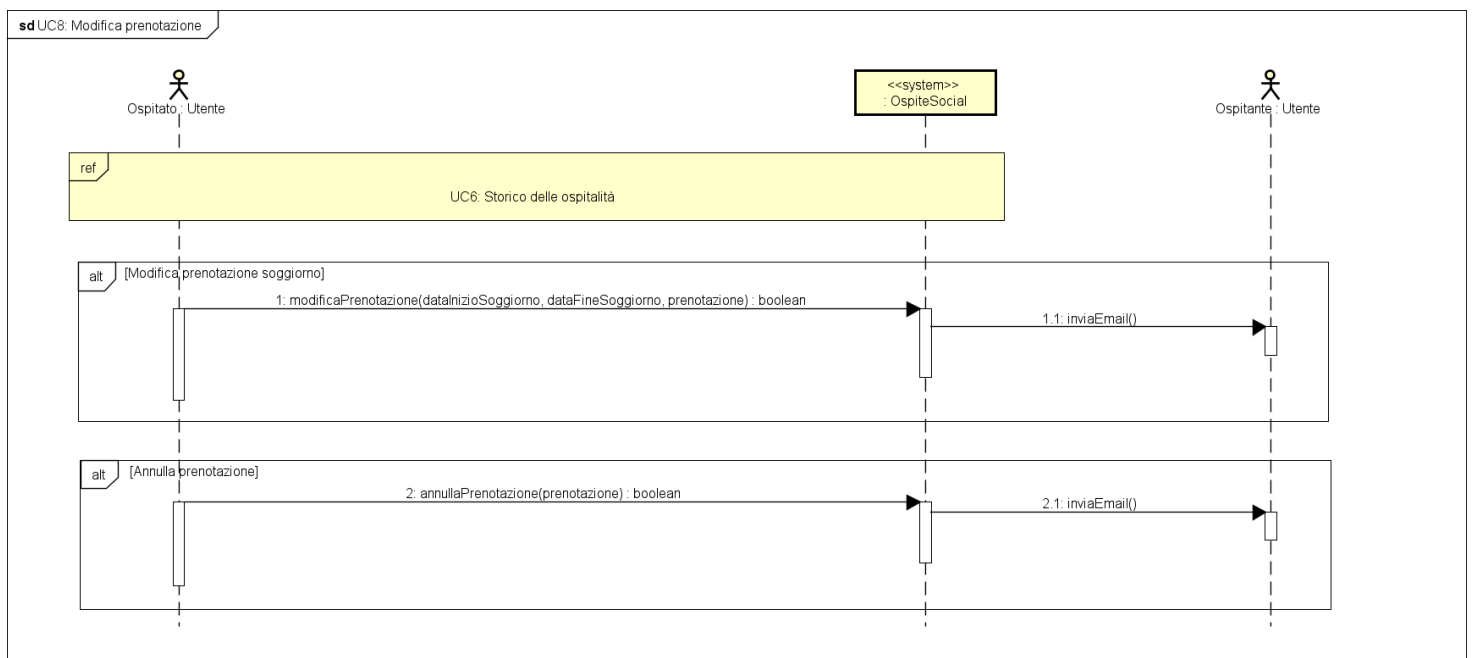 sd UC8: Modifica prenotazione
Ospitato : Utente
<<system>>
: OspiteSocial
Ospitante : Utente
ref
UC6: Storico delle ospitalità
alt
[Modifica prenotazione soggiorno]
1: modificaPrenotazione(dataInizioSoggiorno, dataFineSoggiorno, prenotazione) : boolean
1.1: inviaEmail()
alt
[Annulla prenotazione]
2: annullaPrenotazione(prenotazione) : boolean
2.1: inviaEmail()